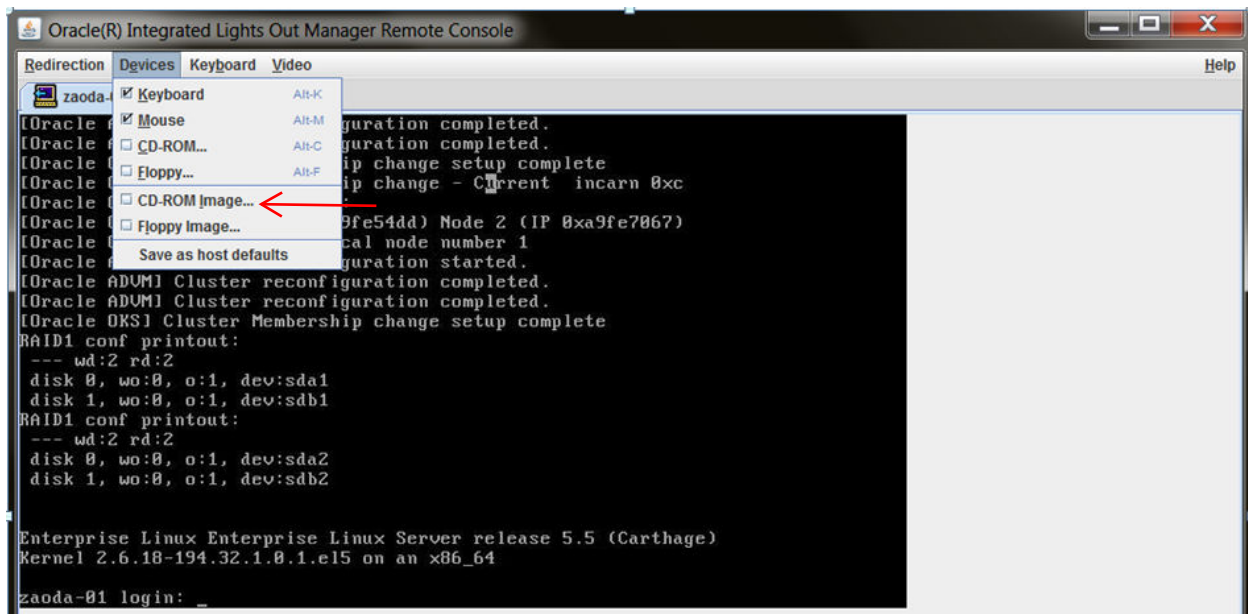 Oracle(R) Integrated Lights Out Manager Remote Console
Redirection Devices Keyboard Video Help
zaoda-
Keyboard Alt-K
Mouse Alt-M
CD-ROM... Alt-C
Floppy... Alt-F
CD-ROM Image...
Floppy Image...
Save as host defaults
[Oracle guration completed.
[Oracle guration completed.
[Oracle ip change setup complete
[Oracle ip change - Current incarn 0xc
[Oracle
[Oracle 9fe54dd) Node 2 (IP 0xa9fe7067)
[Oracle cal node number 1
[Oracle guration started.
[Oracle ADVM] Cluster reconfiguration completed.
[Oracle ADVM] Cluster reconfiguration completed.
[Oracle OKS] Cluster Membership change setup complete
RAID1 conf printout:
--- wd:2 rd:2
disk 0, wo:0, o:1, dev:sda1
disk 1, wo:0, o:1, dev:sdb1
RAID1 conf printout:
--- wd:2 rd:2
disk 0, wo:0, o:1, dev:sda2
disk 1, wo:0, o:1, dev:sdb2
Enterprise Linux Enterprise Linux Server release 5.5 (Carthage)
Kernel 2.6.18-194.32.1.0.1.el5 on an x86_64
zaoda-01 login: _